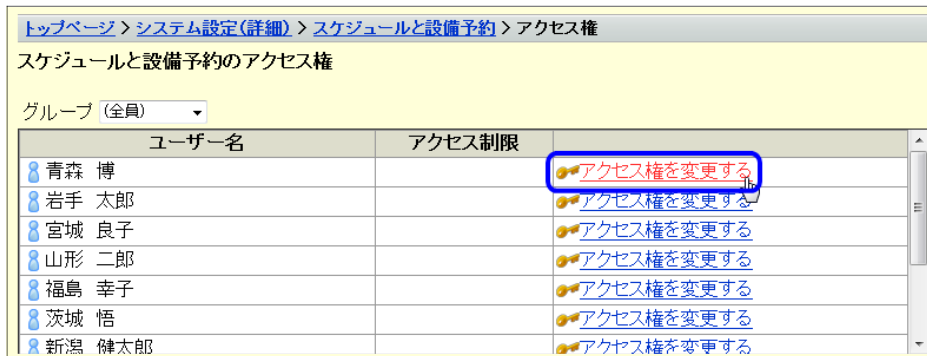 トップページ > システム設定(詳細) > スケジュールと設備予約 > アクセス権
スケジュールと設備予約のアクセス権
グループ (全員)
ユーザー名 アクセス制限
青森 博 アクセス権を変更する
岩手 太郎 アクセス権を変更する
宮城 良子 アクセス権を変更する
山形 二郎 アクセス権を変更する
福島 幸子 アクセス権を変更する
茨城 悟 アクセス権を変更する
新潟 健太郎 アクセス権を変更する